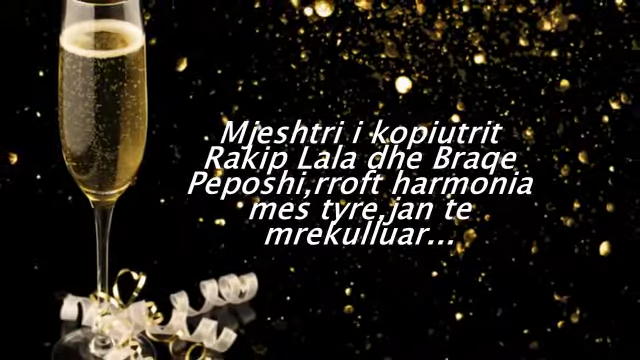 Mjeshtri i kopiutrit
Rakip Lala dhe Braqe
Peposhi,rroft harmonia
mes tyre,jan te
mrekulluar...